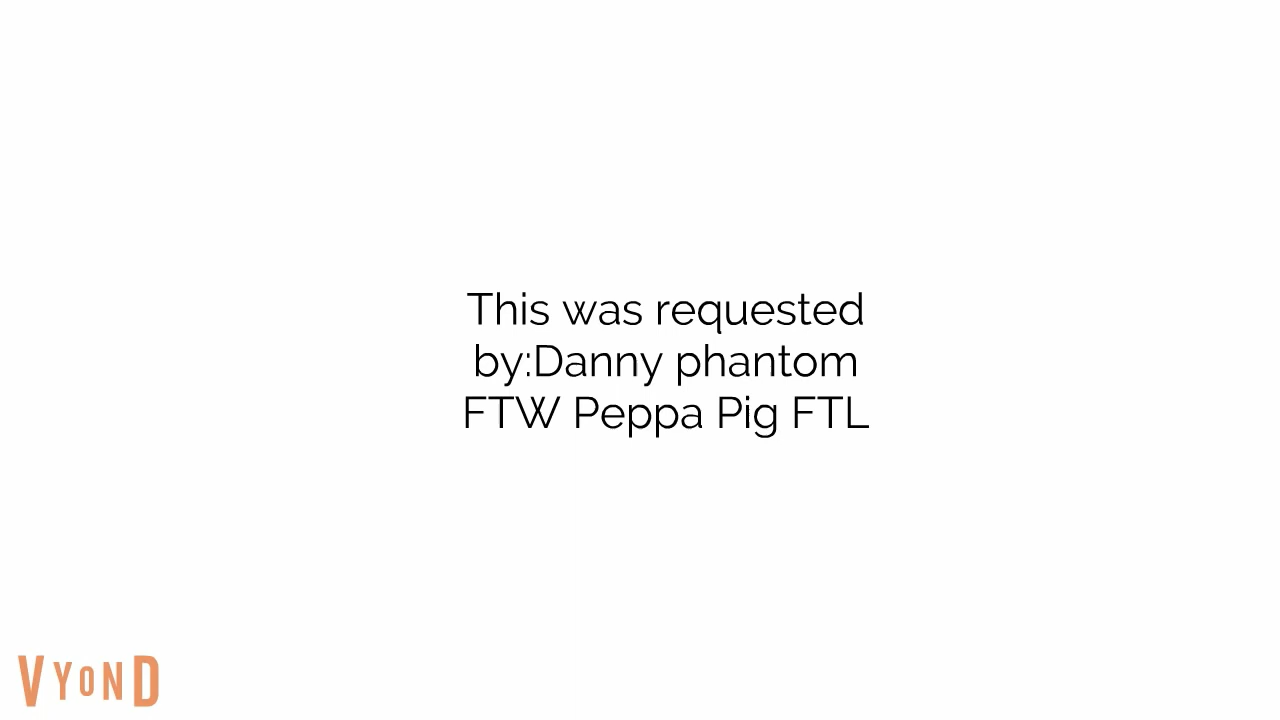 This was requested
by:Danny phantom
FTW Peppa Pig FTL
VYOND